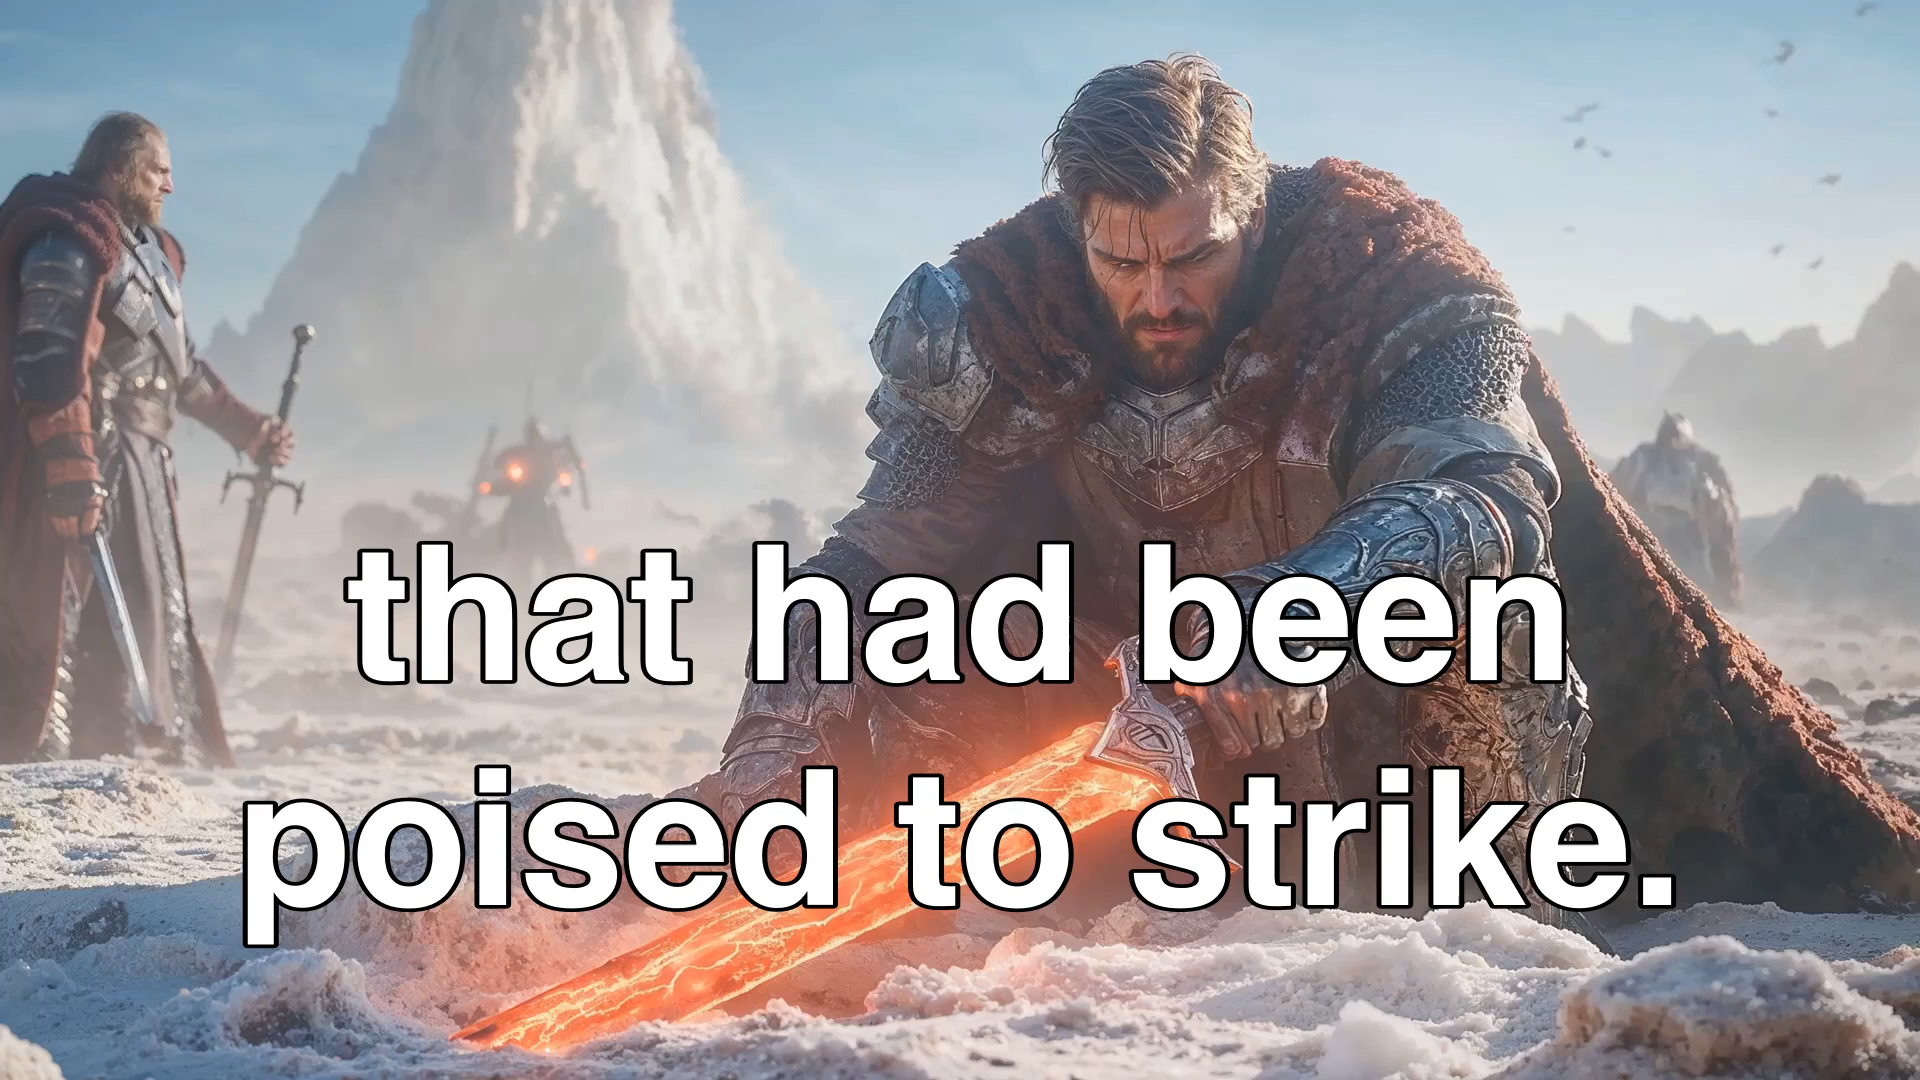 that had been
poised to strike.